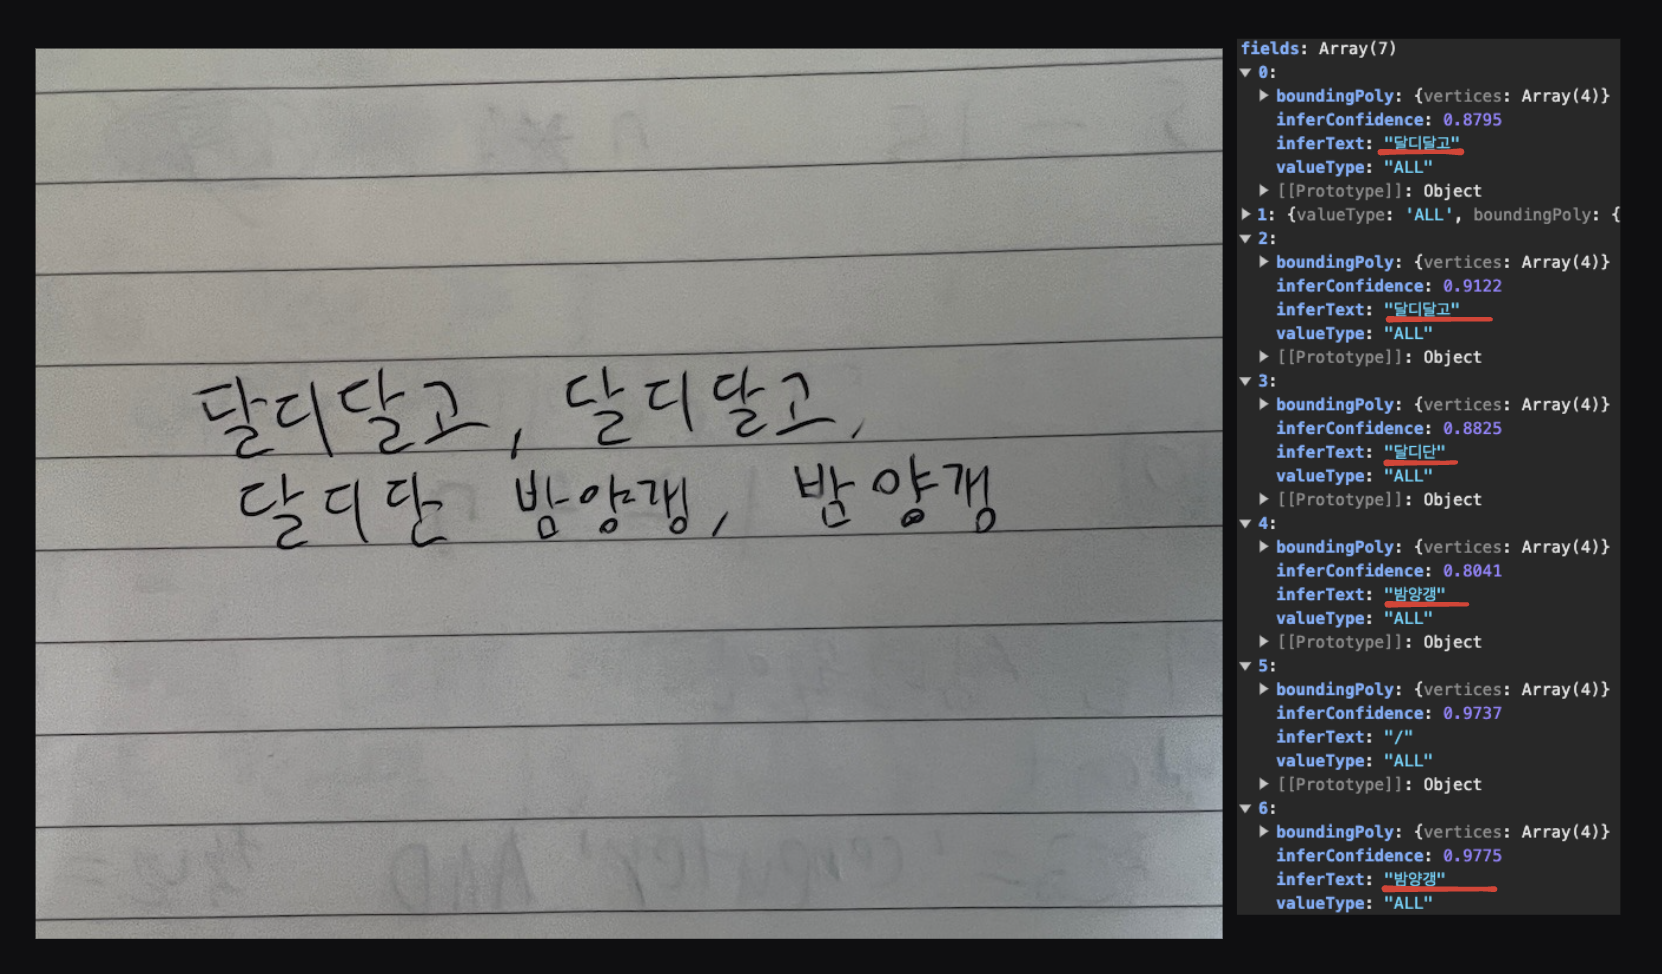 달디달고, 달디달고,
달디단 밤양갱, 밤양갱
fields: Array(7)
▼ 0:
▶ boundingPoly: {vertices: Array(4)}
inferConfidence: 0.8795
inferText: "달디달고"
valueType: "ALL"
▶ [[Prototype]]: Object
▶ 1: {valueType: 'ALL', boundingPoly: {
▼ 2:
▶ boundingPoly: {vertices: Array(4)}
inferConfidence: 0.9122
inferText: "달디달고"
valueType: "ALL"
▶ [[Prototype]]: Object
▼ 3:
▶ boundingPoly: {vertices: Array(4)}
inferConfidence: 0.8825
inferText: "달디단"
valueType: "ALL"
▶ [[Prototype]]: Object
▼ 4:
▶ boundingPoly: {vertices: Array(4)}
inferConfidence: 0.8041
inferText: "밤양갱"
valueType: "ALL"
▶ [[Prototype]]: Object
▼ 5:
▶ boundingPoly: {vertices: Array(4)}
inferConfidence: 0.9737
inferText: "/"
valueType: "ALL"
▶ [[Prototype]]: Object
▼ 6:
▶ boundingPoly: {vertices: Array(4)}
inferConfidence: 0.9775
inferText: "밤양갱"
valueType: "ALL"